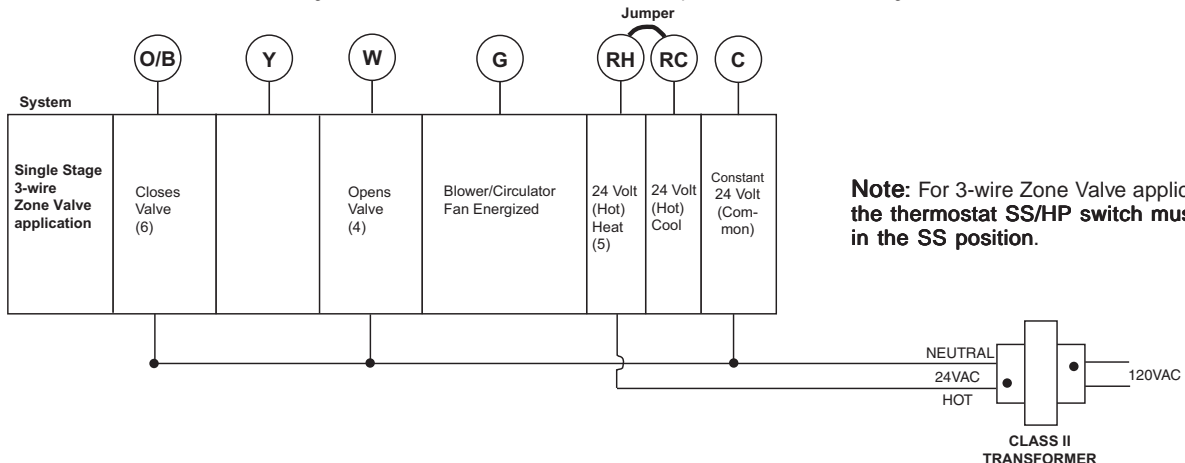 Jumper
O/B Y W G RH RC C
System
Single Stage
3-wire
Zone Valve
application
Closes
Valve
(6)
Opens
Valve
(4)
Blower/Circulator
Fan Energized
24 Volt
(Hot)
Heat
(5)
24 Volt
(Hot)
Cool
Constant
24 Volt
(Com-
mon)
Note: For 3-wire Zone Valve applic
the thermostat SS/HP switch mus
in the SS position.
NEUTRAL
24VAC
HOT
120VAC
CLASS II
TRANSFORMER